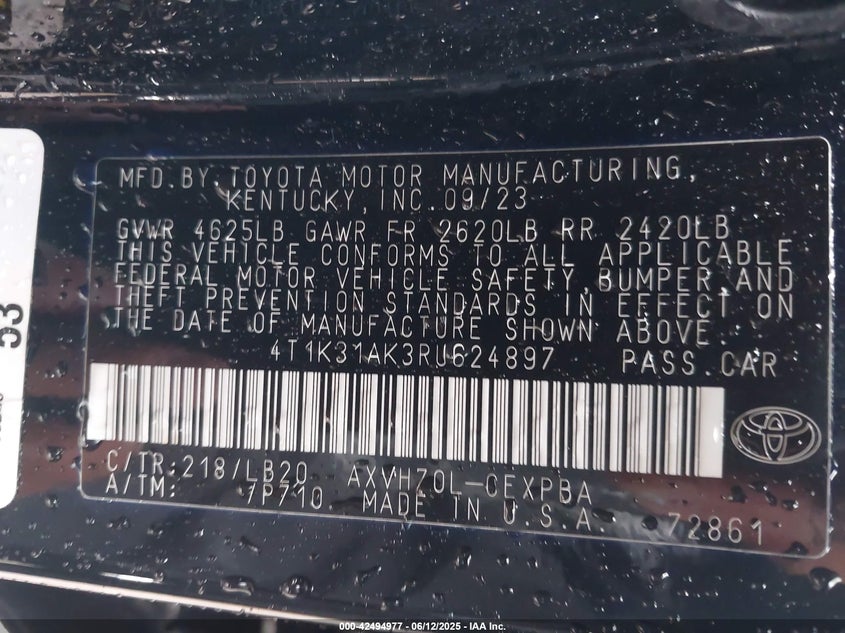 MFD.BY TOYOTA MOTOR MANUFACTURING,
KENTUCKY, INC. 09/23
GVWR 4625LB GAWR FR 2620LB RR 2420LB
THIS VEHICLE CONFORMS TO ALL APPLICABLE
FEDERAL MOTOR VEHICLE SAFETY, BUMPER, AND
THEFT PREVENTION STANDARDS IN EFFECT ON
THE DATE OF MANUFACTURE SHOWN ABOVE.
4T1K31AK3RU624897 PASS.CAR
C/TR:218/LB20 AXVH70L-CEXPBA
A/TM: 7P710 MADE IN U.S.A. 72861
53
000-42494977 - 06/12/2025 - IAA Inc.